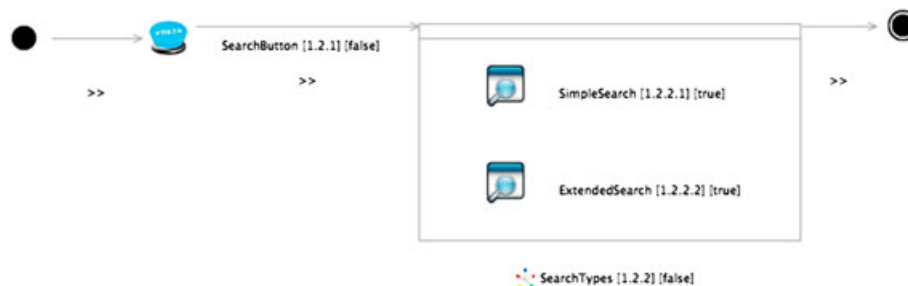 SearchButton [1.2.1] [false]
>>
>>
>>
SimpleSearch [1.2.2.1] [true]
ExtendedSearch [1.2.2.2] [true]
SearchTypes [1.2.2] [false]